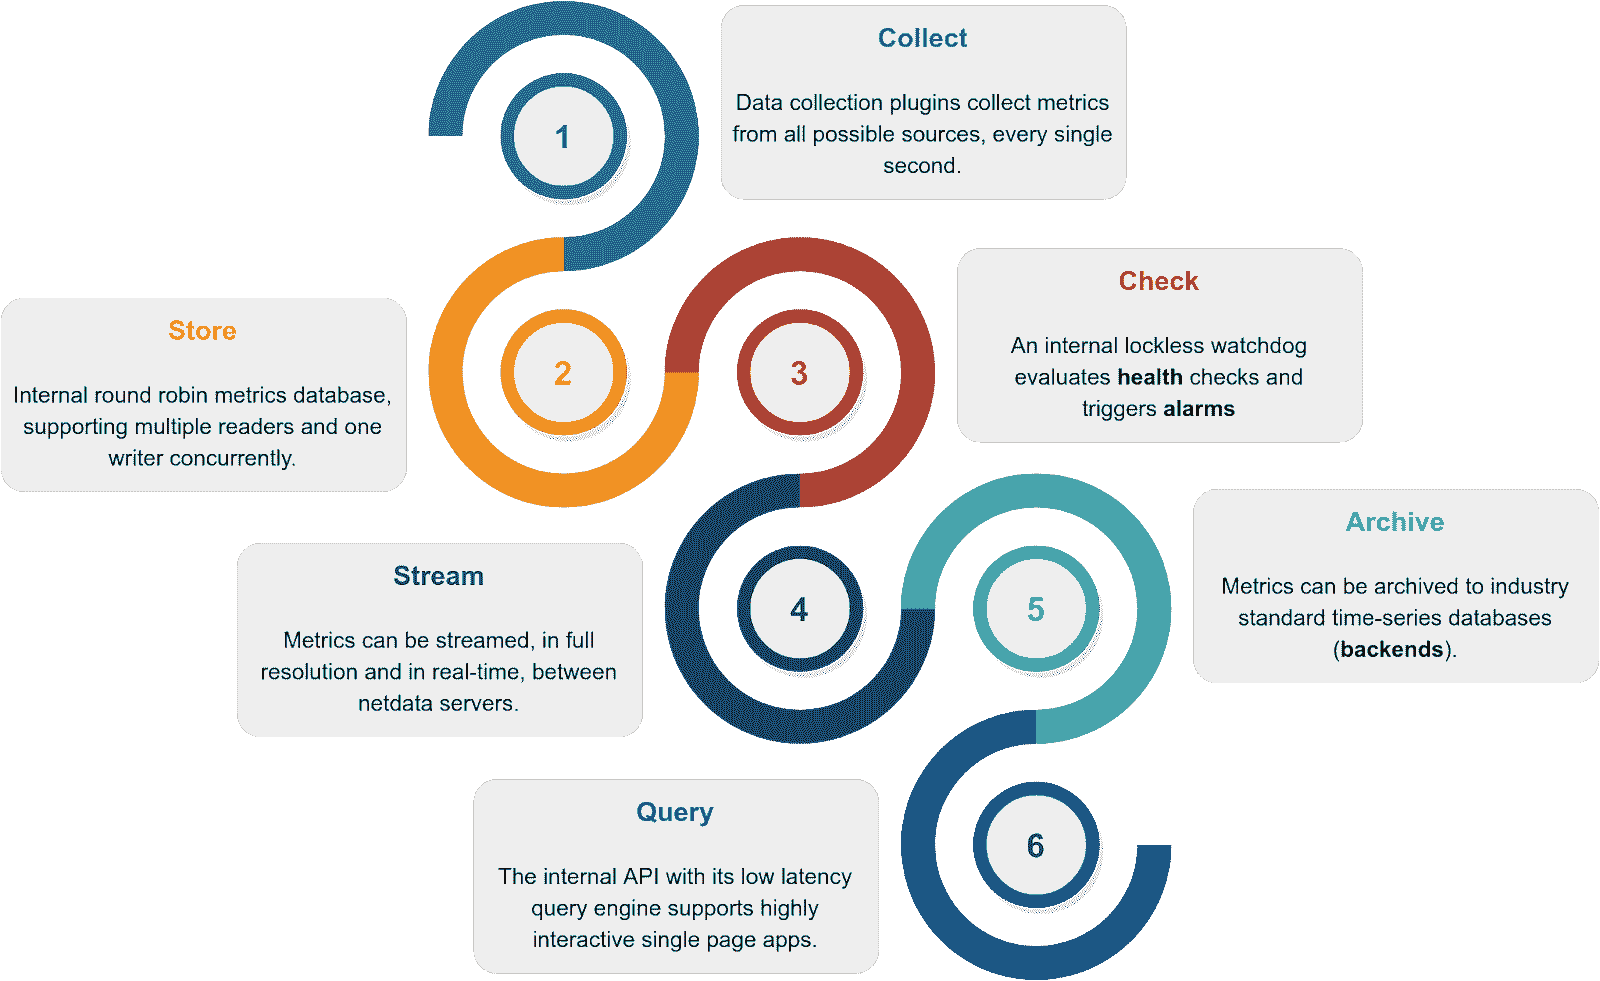 1
Collect
Data collection plugins collect metrics
from all possible sources, every single
second.
Store
Internal round robin metrics database,
supporting multiple readers and one
writer concurrently.
2
3
Check
An internal lockless watchdog
evaluates health checks and
triggers alarms
Stream
Metrics can be streamed, in full
resolution and in real-time, between
netdata servers.
4
5
Archive
Metrics can be archived to industry
standard time-series databases
(backends).
Query
The internal API with its low latency
query engine supports highly
interactive single page apps.
6